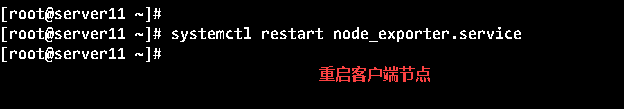 [root@server11 ~]#
[root@server11 ~]# systemctl restart node_exporter.service
[root@server11 ~]#
重启客户端节点